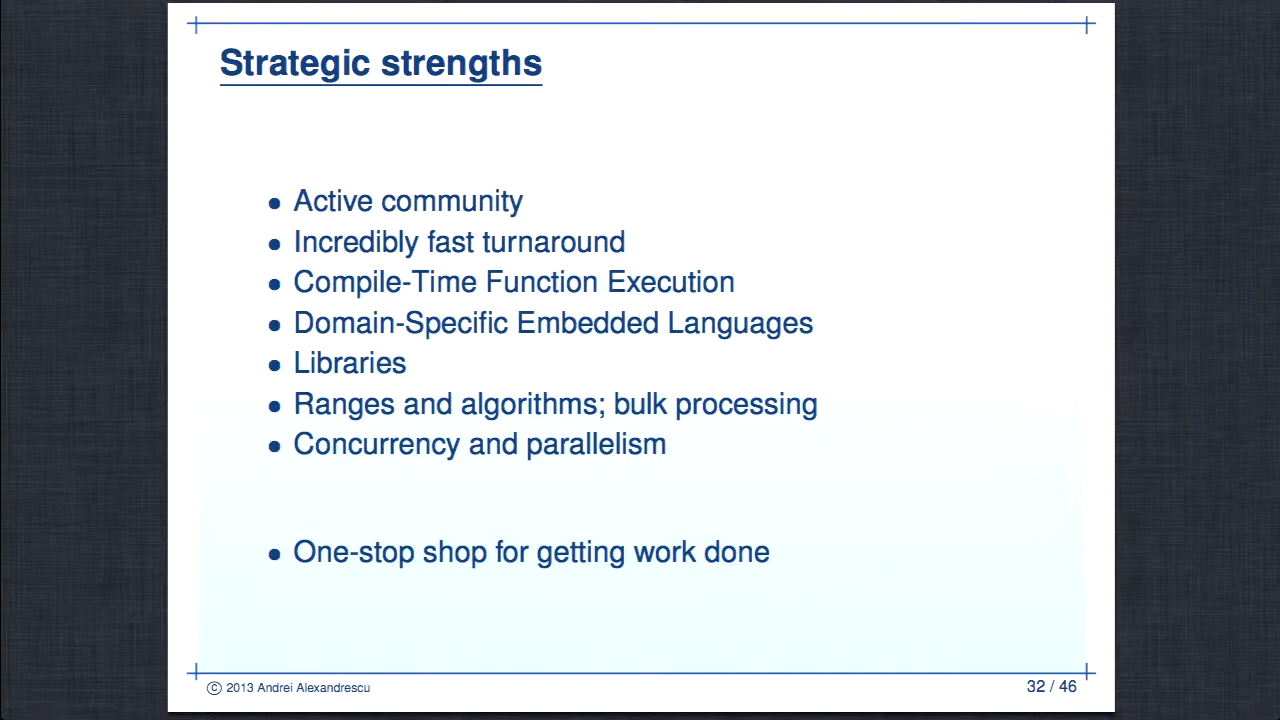 Strategic strengths
● Active community
● Incredibly fast turnaround
● Compile-Time Function Execution
● Domain-Specific Embedded Languages
● Libraries
● Ranges and algorithms; bulk processing
● Concurrency and parallelism
● One-stop shop for getting work done
© 2013 Andrei Alexandrescu
32 / 46